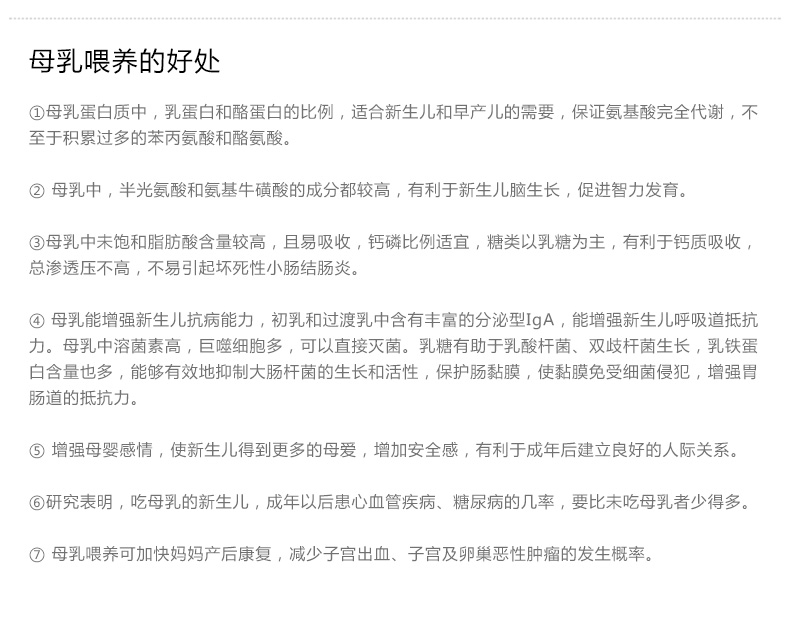 母乳喂养的好处
①母乳蛋白质中，乳蛋白和酪蛋白的比例，适合新生儿和早产儿的需要，保证氨基酸完全代谢，不
至于积累过多的苯丙氨酸和酪氨酸。
② 母乳中，半光氨酸和氨基牛磺酸的成分都较高，有利于新生儿脑生长，促进智力发育。
③母乳中未饱和脂肪酸含量较高，且易吸收，钙磷比例适宜，糖类以乳糖为主，有利于钙质吸收，
总渗透压不高，不易引起坏死性小肠结肠炎。
④ 母乳能增强新生儿抗病能力，初乳和过渡乳中含有丰富的分泌型IgA，能增强新生儿呼吸道抵抗
力。母乳中溶菌素高，巨噬细胞多，可以直接灭菌。乳糖有助于乳酸杆菌、双歧杆菌生长，乳铁蛋
白含量也多，能够有效地抑制大肠杆菌的生长和活性，保护肠黏膜，使黏膜免受细菌侵犯，增强胃
肠道的抵抗力。
⑤ 增强母婴感情，使新生儿得到更多的母爱，增加安全感，有利于成年后建立良好的人际关系。
⑥研究表明，吃母乳的新生儿，成年以后患心血管疾病、糖尿病的几率，要比未吃母乳者少得多。
⑦ 母乳喂养可加快妈妈产后康复，减少子宫出血、子宫及卵巢恶性肿瘤的发生概率。